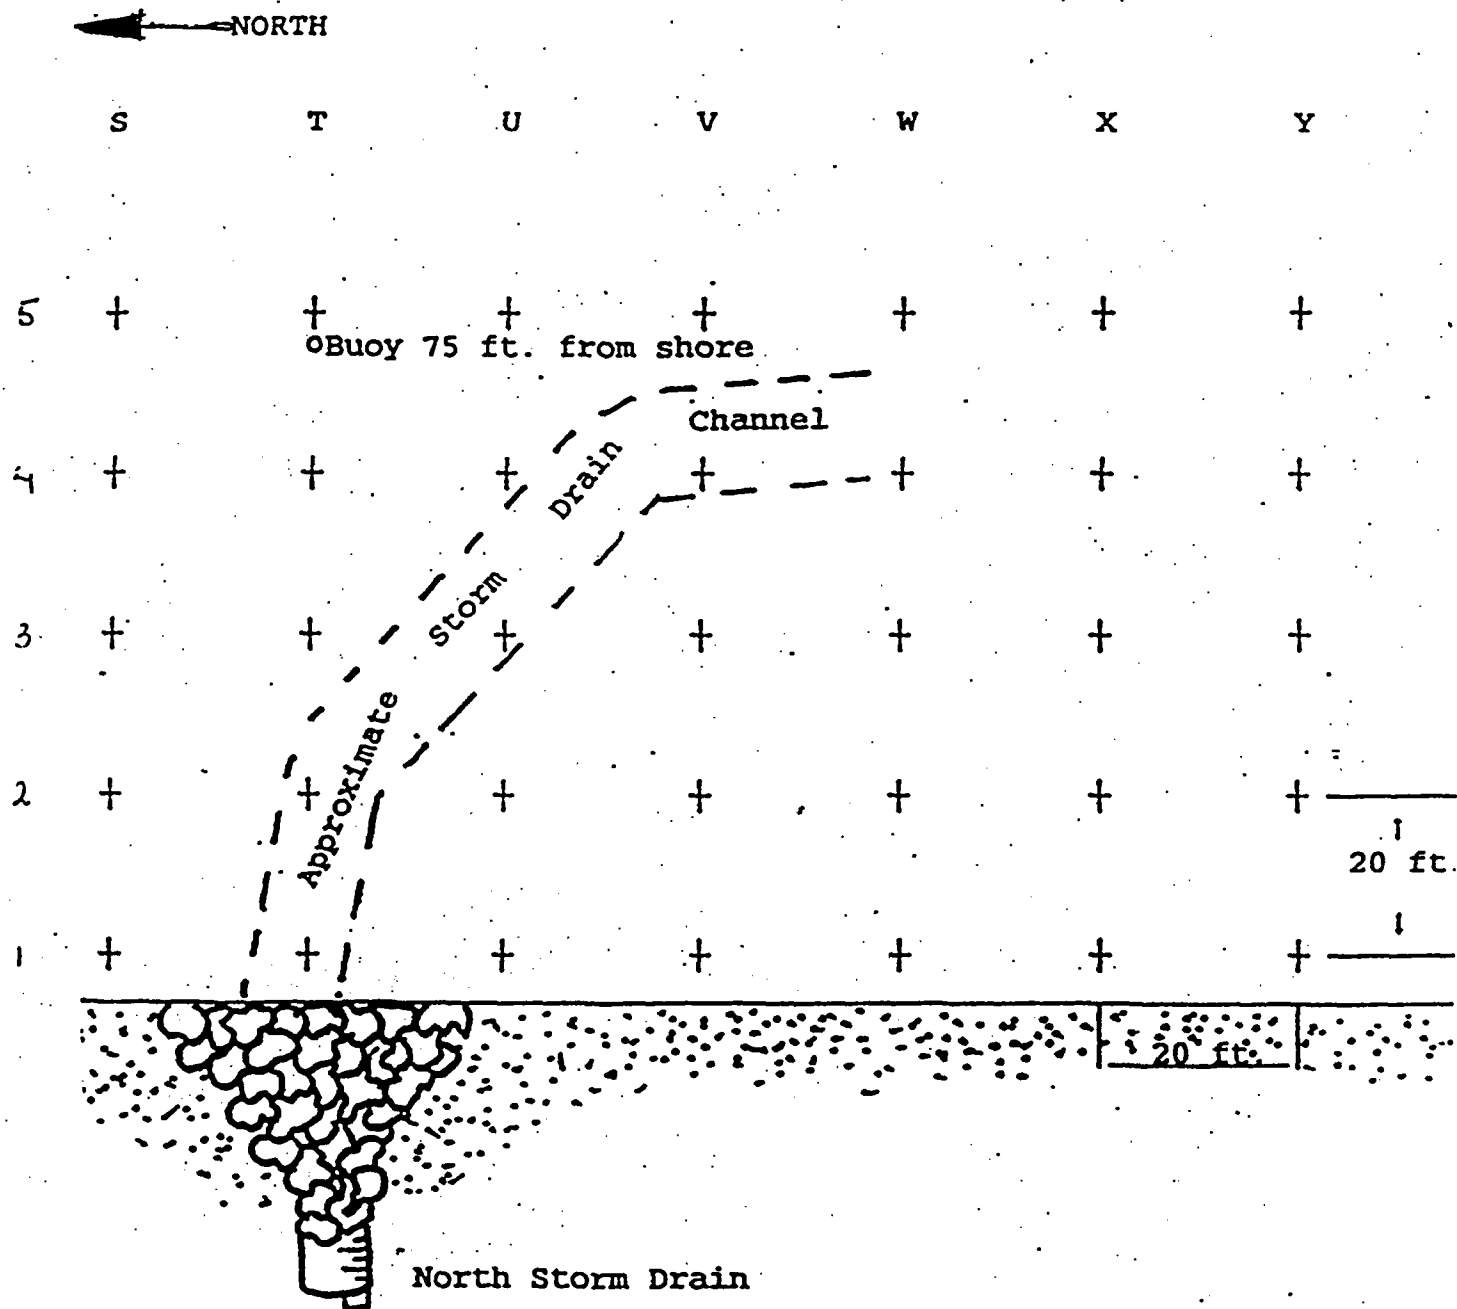 NORTH
S T U V W X Y
5
Buoy 75 ft. from shore
Channel
4
Drain
Storm
3
Approximate
2
20 ft.
1
20 ft.
North Storm Drain